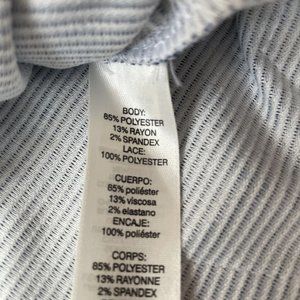 BODY:
85% POLYESTER
13% RAYON
2% SPANDEX
LACE:
100% POLYESTER
CUERPO:
85% poliéster
13% viscosa
2% elastano
ENCAJE:
100% poliéster
CORPS:
85% POLYESTER
13% RAYONNE
2% SPANDEX